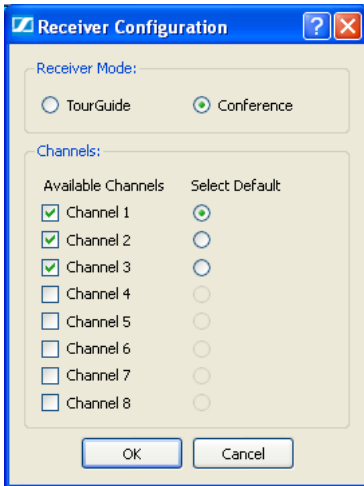 Receiver Configuration
Receiver Mode:
TourGuide Conference
Channels:
Available Channels Select Default
Channel 1
Channel 2
Channel 3
Channel 4
Channel 5
Channel 6
Channel 7
Channel 8
OK Cancel